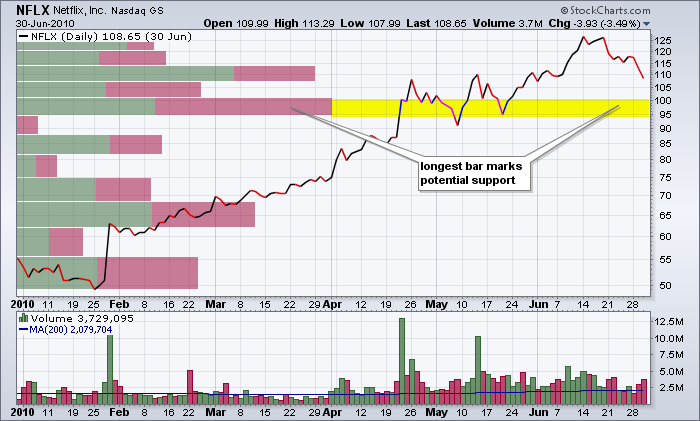 NFLX Netflix, Inc. Nasdaq GS © StockCharts.com
30-Jun-2010 Open 109.99 High 113.29 Low 107.99 Last 108.65 Volume 3.7M Chg -3.93 (-3.49%)
NFLX (Daily) 108.65 (30 Jun)
125
120
115
110
105
100
95
90
85
80
75
70
65
60
55
50
longest bar marks
potential support
2010 11 19 25 Feb 8 16 22 Mar 8 15 22 29 Apr 12 19 26 May 10 17 24 Jun 7 14 21 28
Volume 3,729,095
MA(200) 2,079,704
12.5M
10.0M
7.5M
5.0M
2.5M
2010 11 19 25 Feb 8 16 22 Mar 8 15 22 29 Apr 12 19 26 May 10 17 24 Jun 7 14 21 28